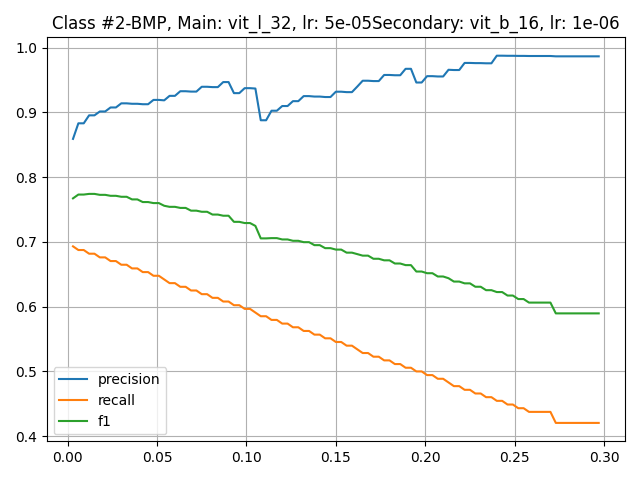 Class #2-BMP, Main: vit_l_32, lr: 5e-05Secondary: vit_b_16, lr: 1e-06
1.0
0.9
0.8
0.7
0.6
0.5
0.4
precision
recall
f1
0.00 0.05 0.10 0.15 0.20 0.25 0.30